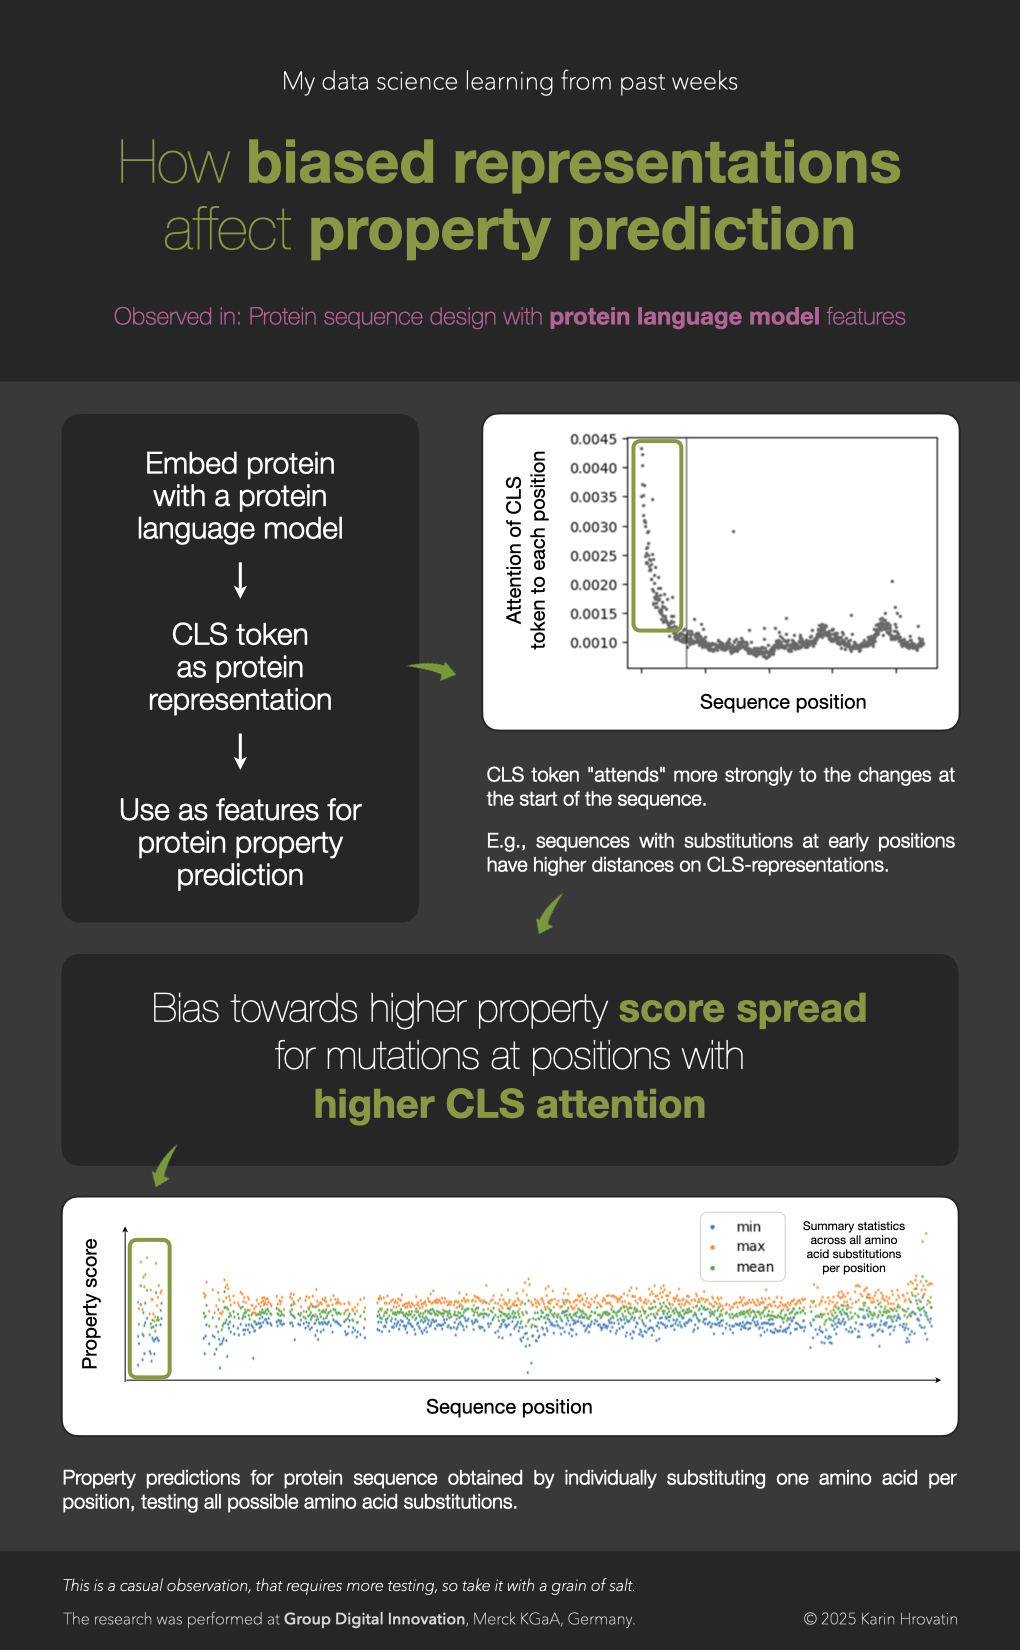 My data science learning from past weeks
How biased representations
affect property prediction
Observed in: Protein sequence design with protein language model features
Embed protein
with a protein
language model
CLS token
as protein
representation
Use as features for
protein property
prediction
Attention of CLS
token to each position
0.0045
0.0040
0.0035
0.0030
0.0025
0.0020
0.0015
0.0010
Sequence position
CLS token "attends" more strongly to the changes at
the start of the sequence.
E.g., sequences with substitutions at early positions
have higher distances on CLS-representations.
Bias towards higher property score spread
for mutations at positions with
higher CLS attention
Property score
min
max
mean
Summary statistics
across all amino
acid substitutions
per position
Sequence position
Property predictions for protein sequence obtained by individually substituting one amino acid per
position, testing all possible amino acid substitutions.
This is a casual observation, that requires more testing, so take it with a grain of salt.
The research was performed at Group Digital Innovation, Merck KGaA, Germany.
© 2025 Karin Hrovatin